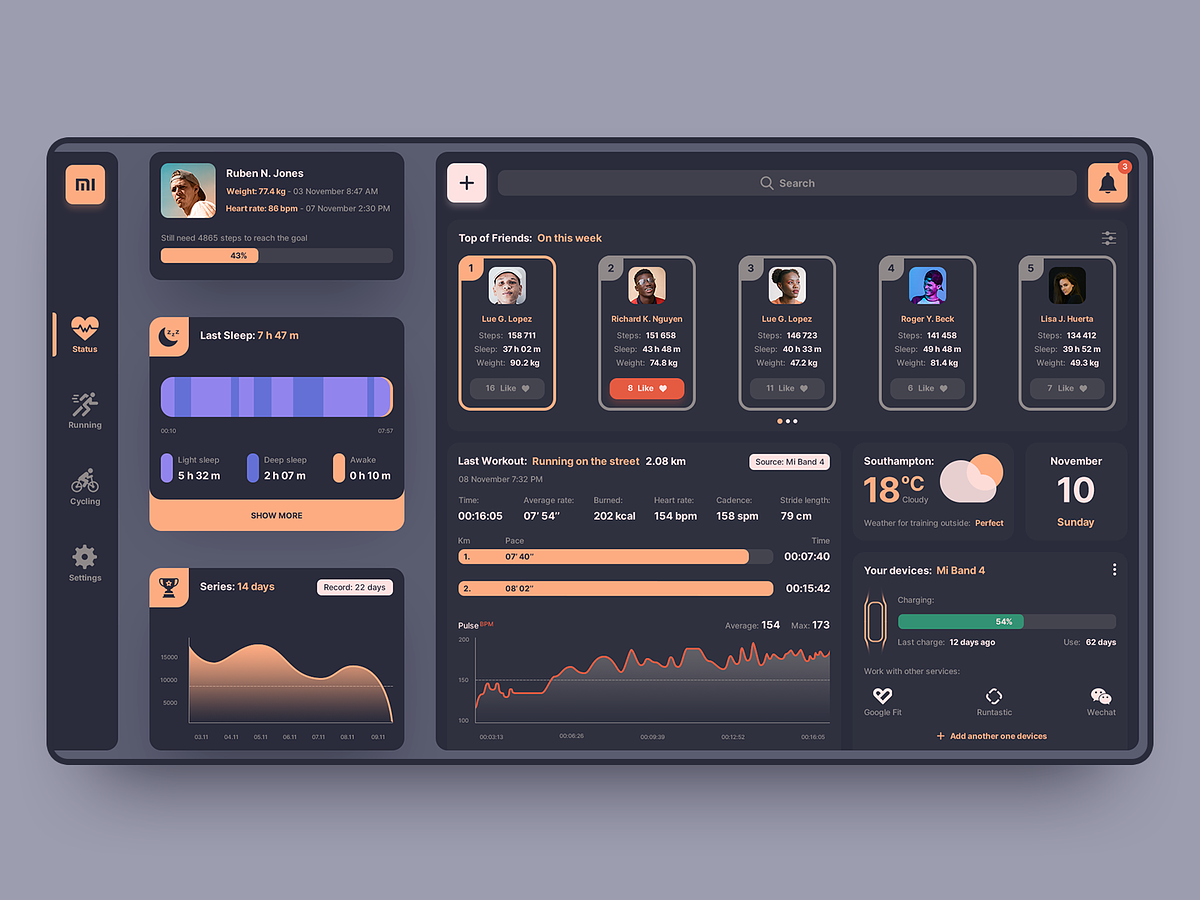 MI
Status
Running
Cycling
Settings
Ruben N. Jones
Weight: 77.4 kg - 03 November 8:47 AM
Heart rate: 86 bpm - 07 November 2:30 PM
Still need 4865 steps to reach the goal
43%
zzz
Last Sleep: 7 h 47 m
00:10 07:57
Light sleep Deep sleep Awake
5 h 32 m 2 h 07 m 0 h 10 m
SHOW MORE
Series: 14 days Record: 22 days
15000
10000
5000
03.11 04.11 05.11 06.11 07.11 08.11 09.11
+ Search 3
Top of Friends: On this week
1 2 3 4 5
Lue G. Lopez Richard K. Nguyen Lue G. Lopez Roger Y. Beck Lisa J. Huerta
Steps: 158 711 Steps: 151 658 Steps: 146 723 Steps: 141 458 Steps: 134 412
Sleep: 37 h 02 m Sleep: 43 h 48 m Sleep: 40 h 33 m Sleep: 49 h 48 m Sleep: 39 h 52 m
Weight: 90.2 kg Weight: 74.8 kg Weight: 47.2 kg Weight: 81.4 kg Weight: 49.3 kg
16 Like 8 Like 11 Like 6 Like 7 Like
Last Workout: Running on the street 2.08 km Source: Mi Band 4
08 November 7:32 PM
Time: Average rate: Burned: Heart rate: Cadence: Stride length:
00:16:05 07' 54'' 202 kcal 154 bpm 158 spm 79 cm
Km Pace Time
1. 07' 40'' 00:07:40
2. 08' 02'' 00:15:42
Pulse BPM Average: 154 Max: 173
200
150
100
00:03:13 00:06:26 00:09:39 00:12:52 00:16:05
Southampton:
18°C
Cloudy
Weather for training outside: Perfect
November
10
Sunday
Your devices: Mi Band 4
Charging:
54%
Last charge: 12 days ago Use: 62 days
Work with other services:
Google Fit Runtastic Wechat
+ Add another one devices